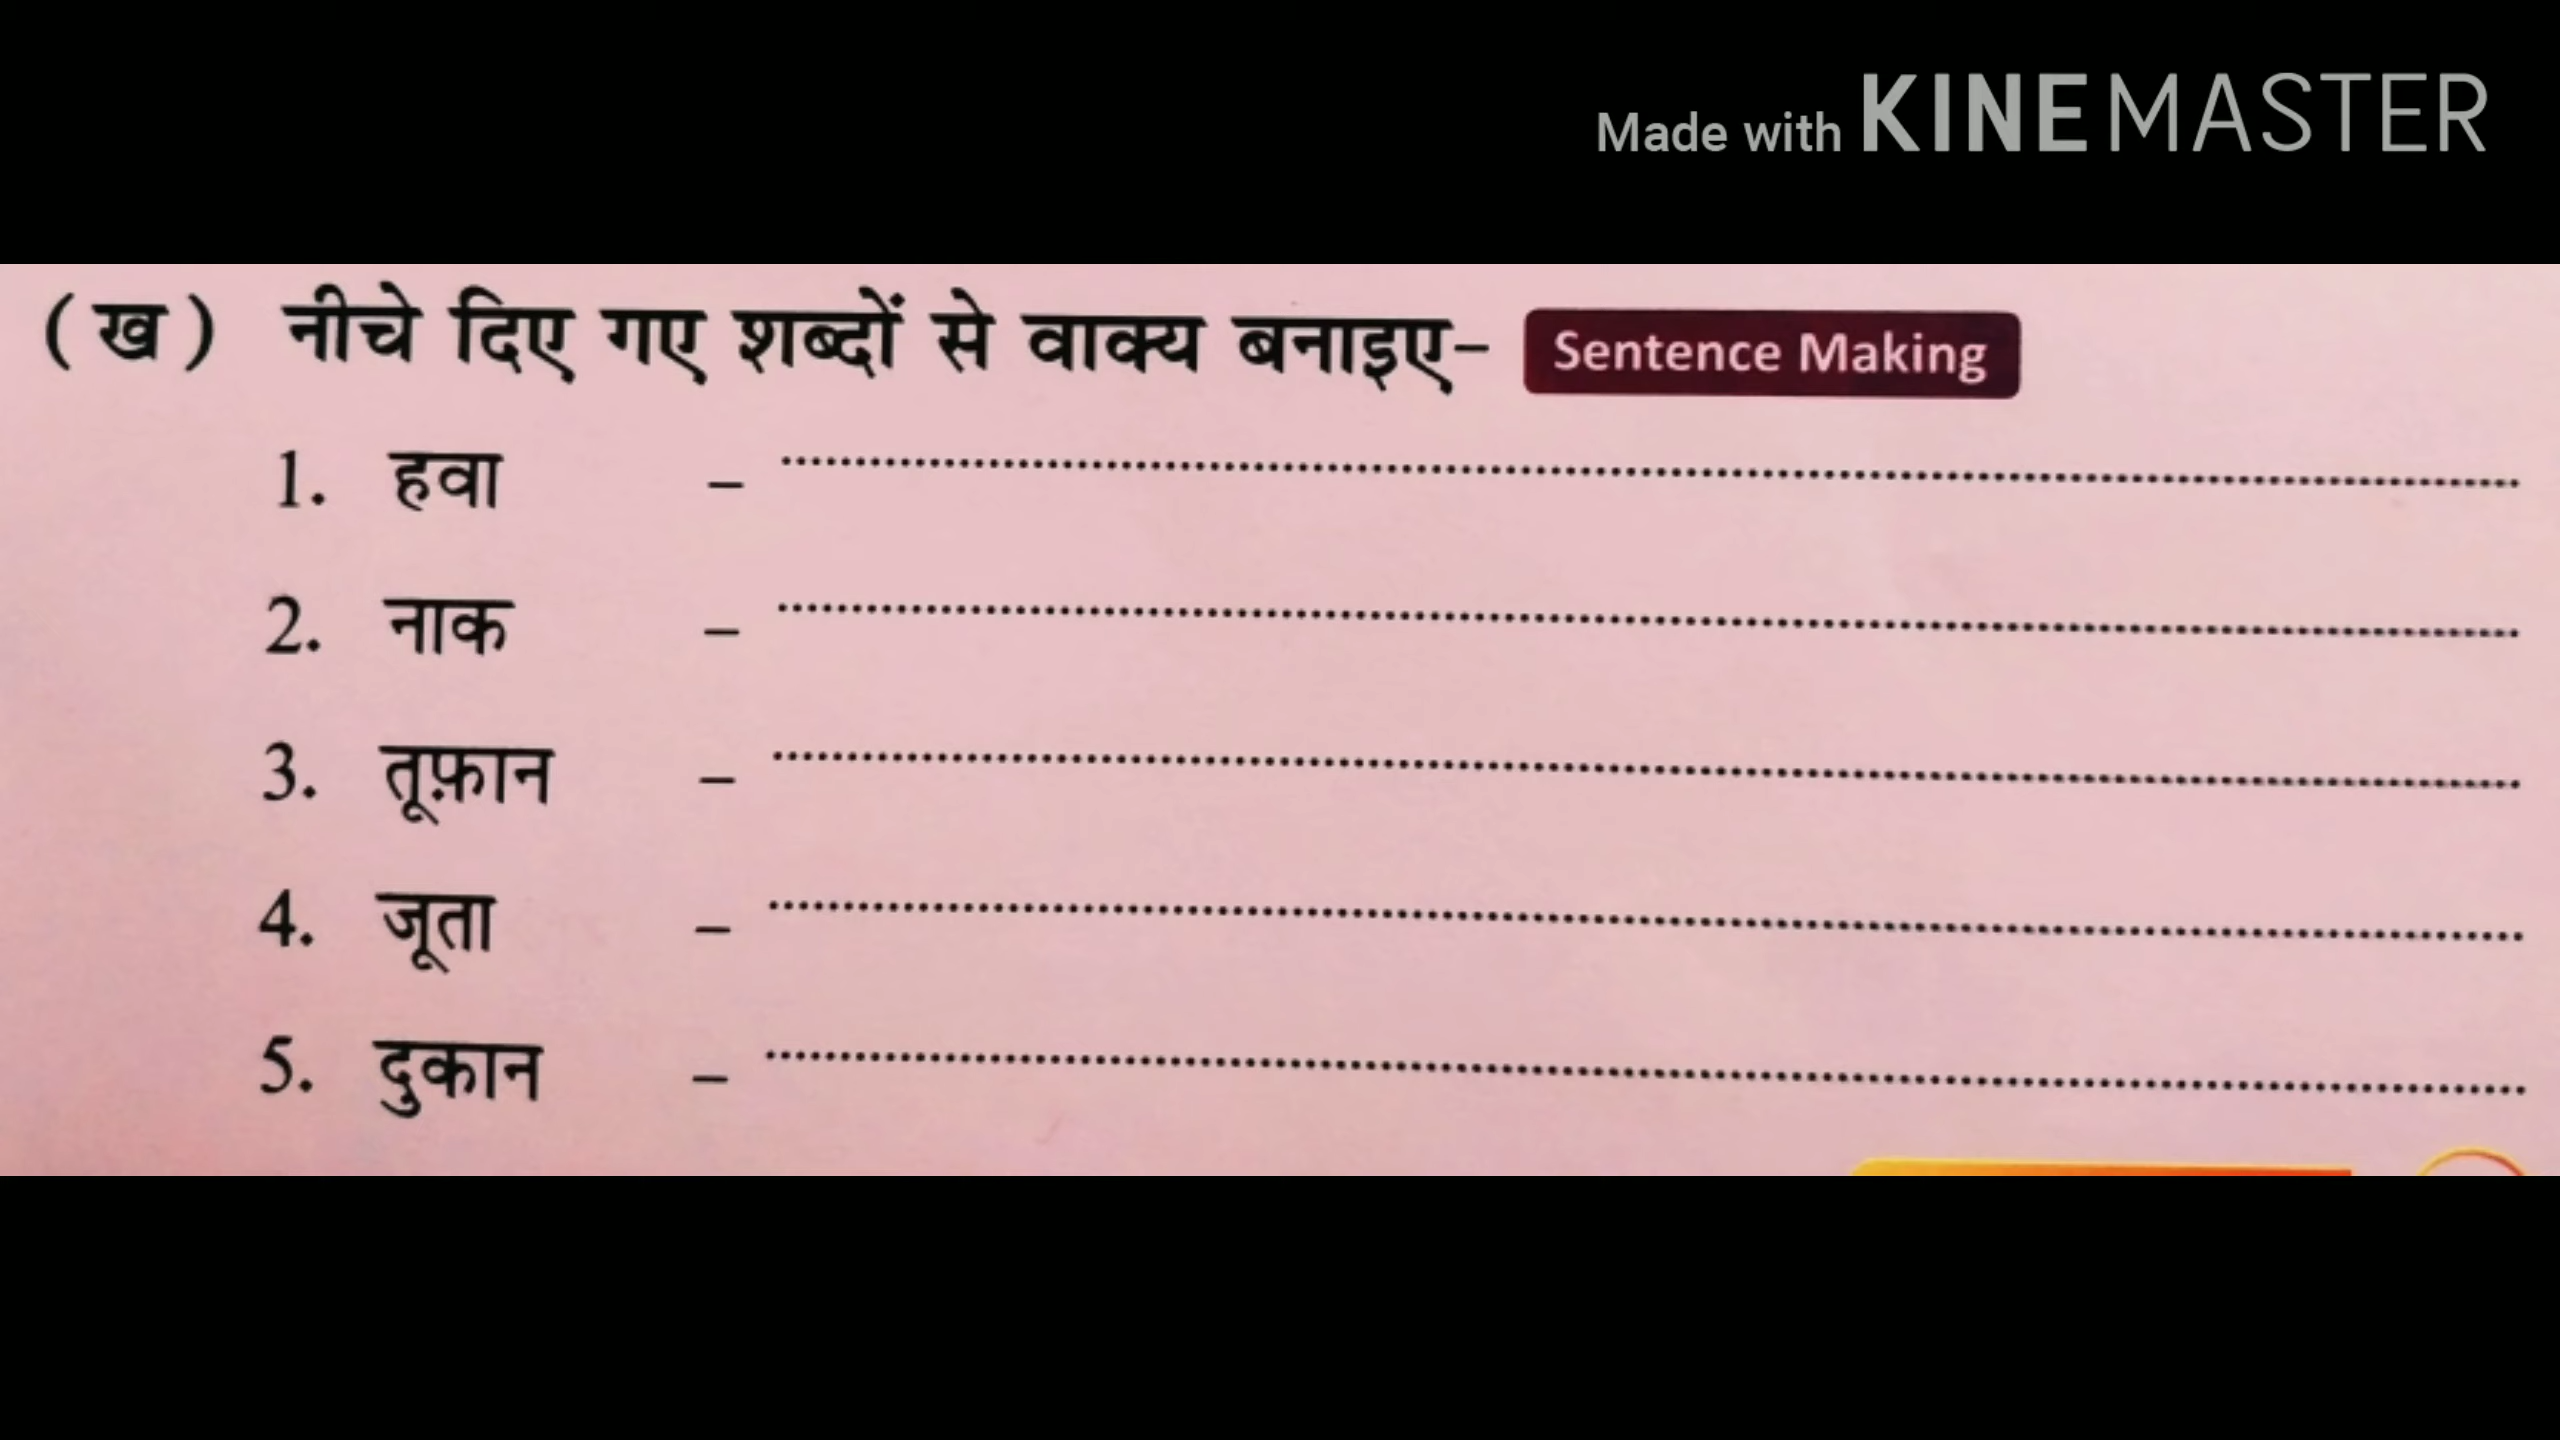 Made with KINEMASTER
(ख) नीचे दिए गए शब्दों से वाक्य बनाइए– Sentence Making
1. हवा – ....................
2. नाक – ....................
3. तूफ़ान – ....................
4. जूता – ....................
5. दुकान – ....................